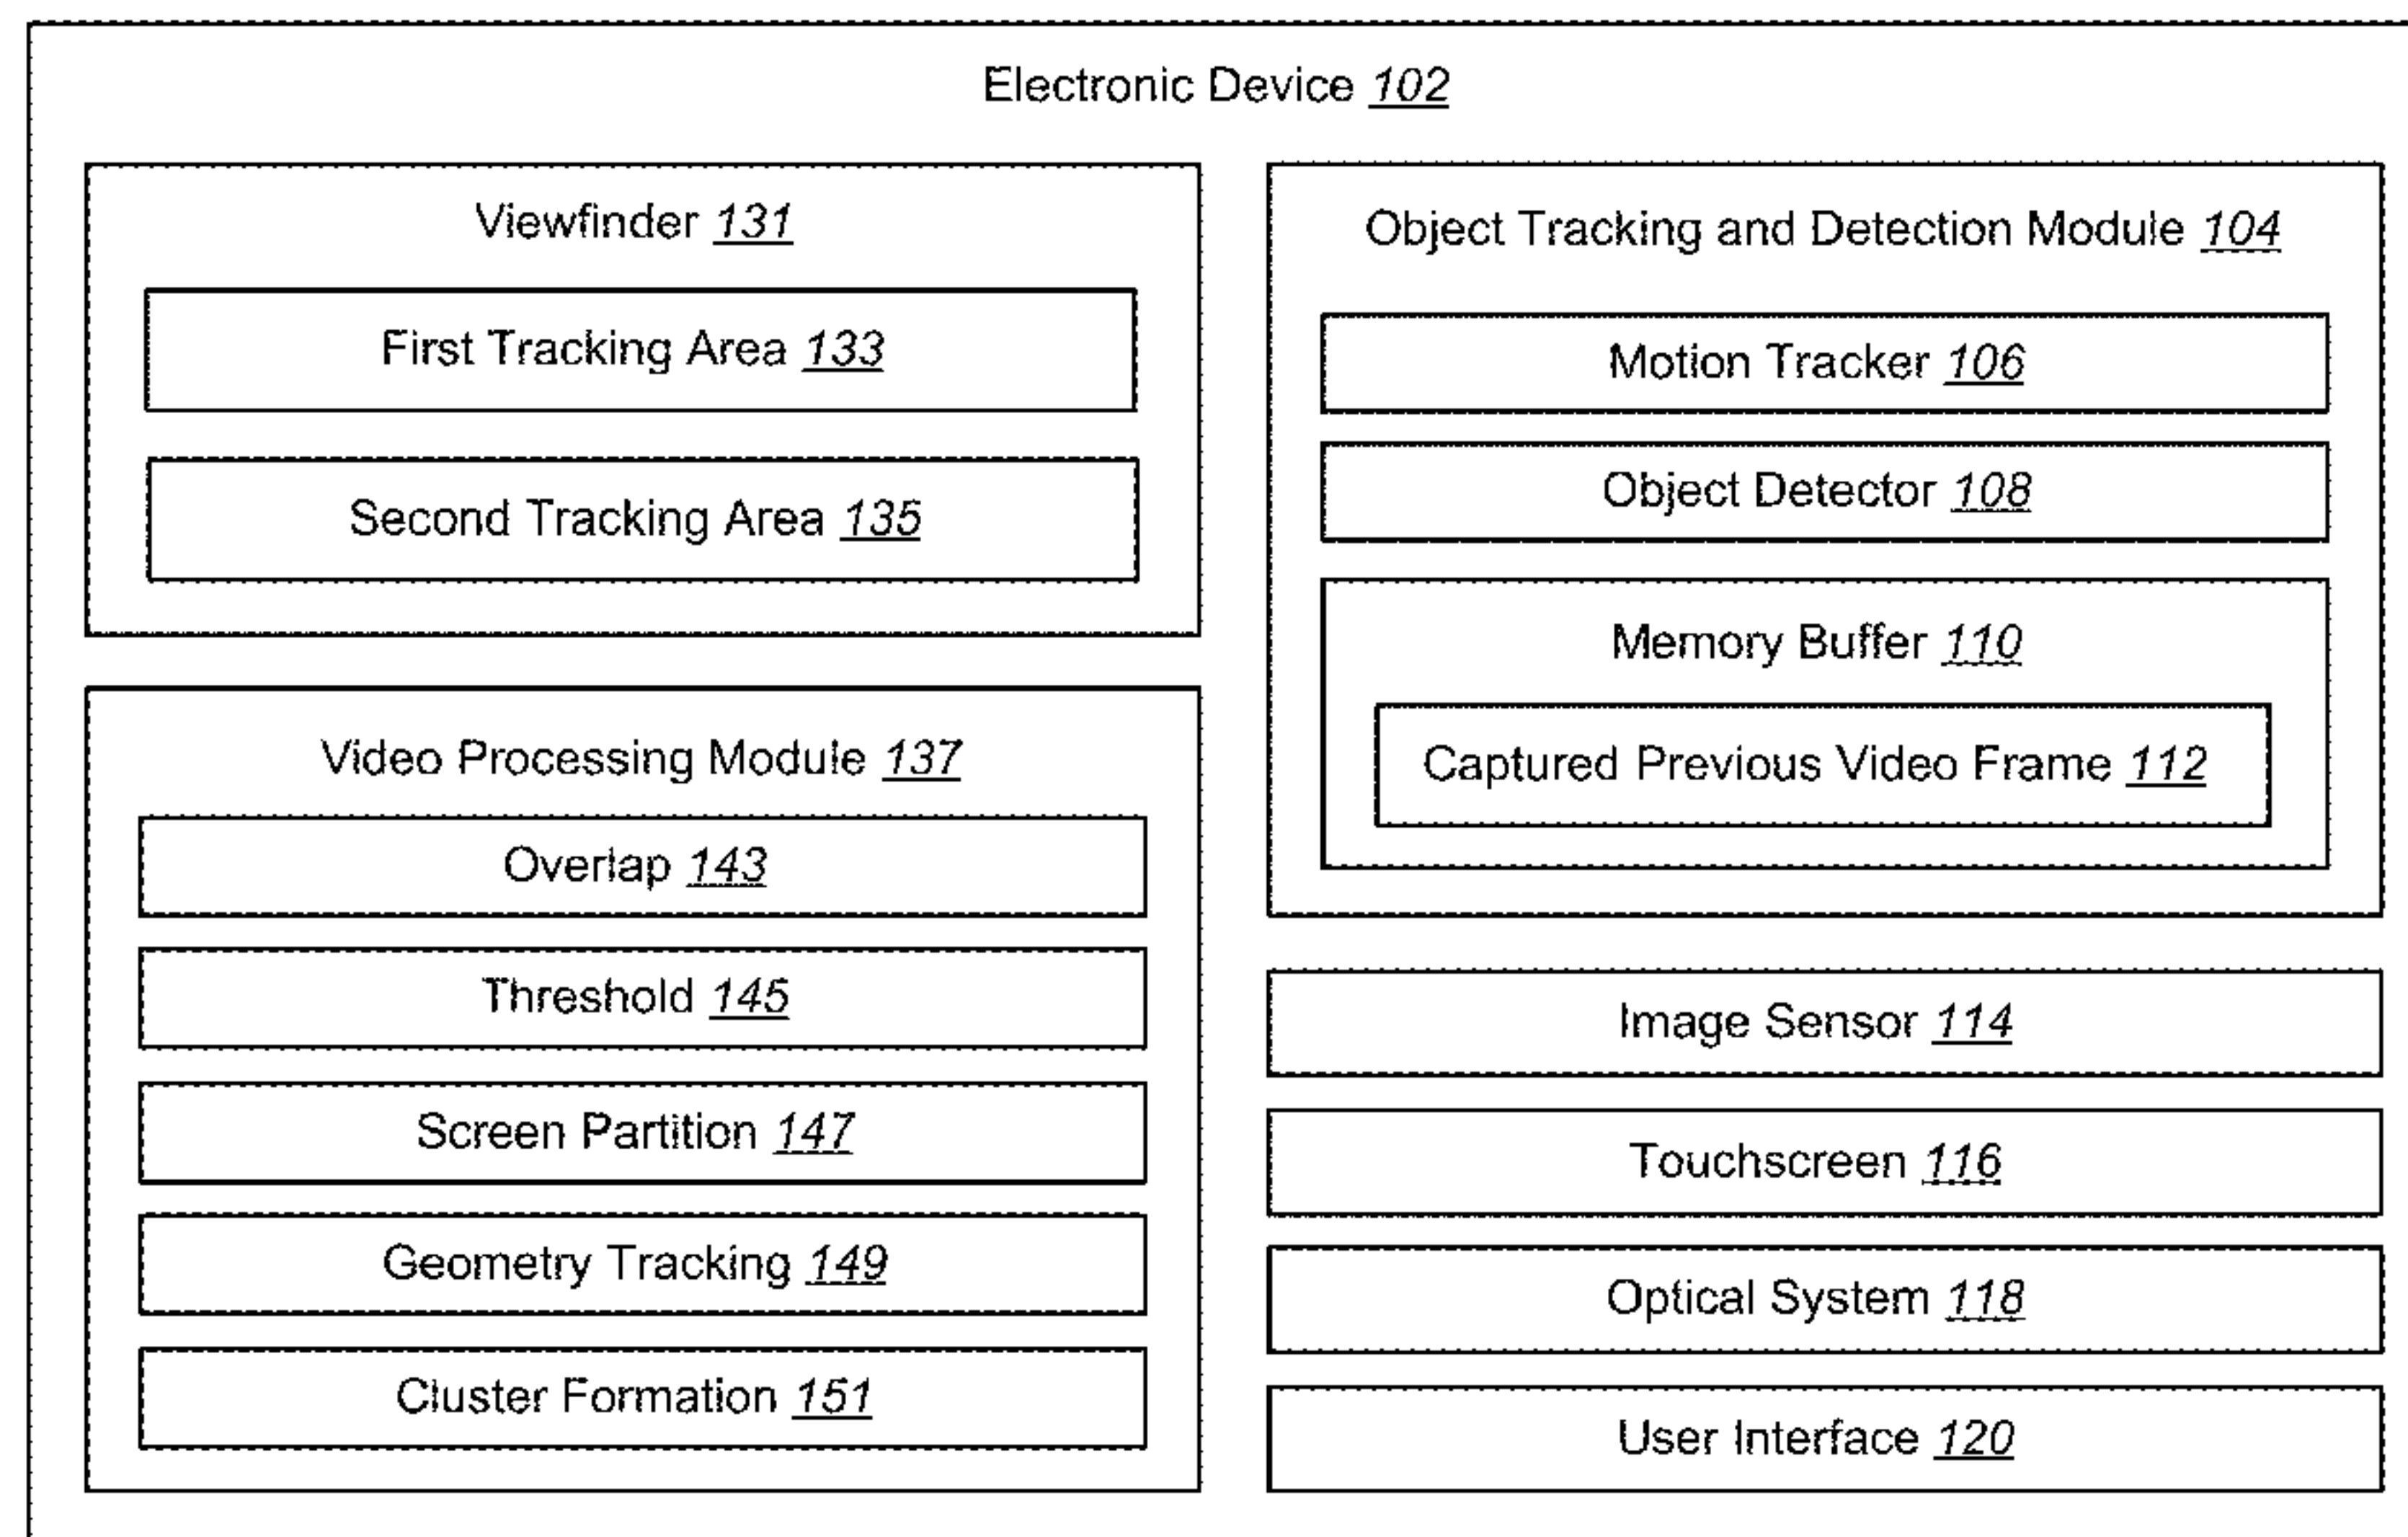 Electronic Device 102
Viewfinder 131
First Tracking Area 133
Second Tracking Area 135
Video Processing Module 137
Overlap 143
Threshold 145
Screen Partition 147
Geometry Tracking 149
Cluster Formation 151
Object Tracking and Detection Module 104
Motion Tracker 106
Object Detector 108
Memory Buffer 110
Captured Previous Video Frame 112
Image Sensor 114
Touchscreen 116
Optical System 118
User Interface 120